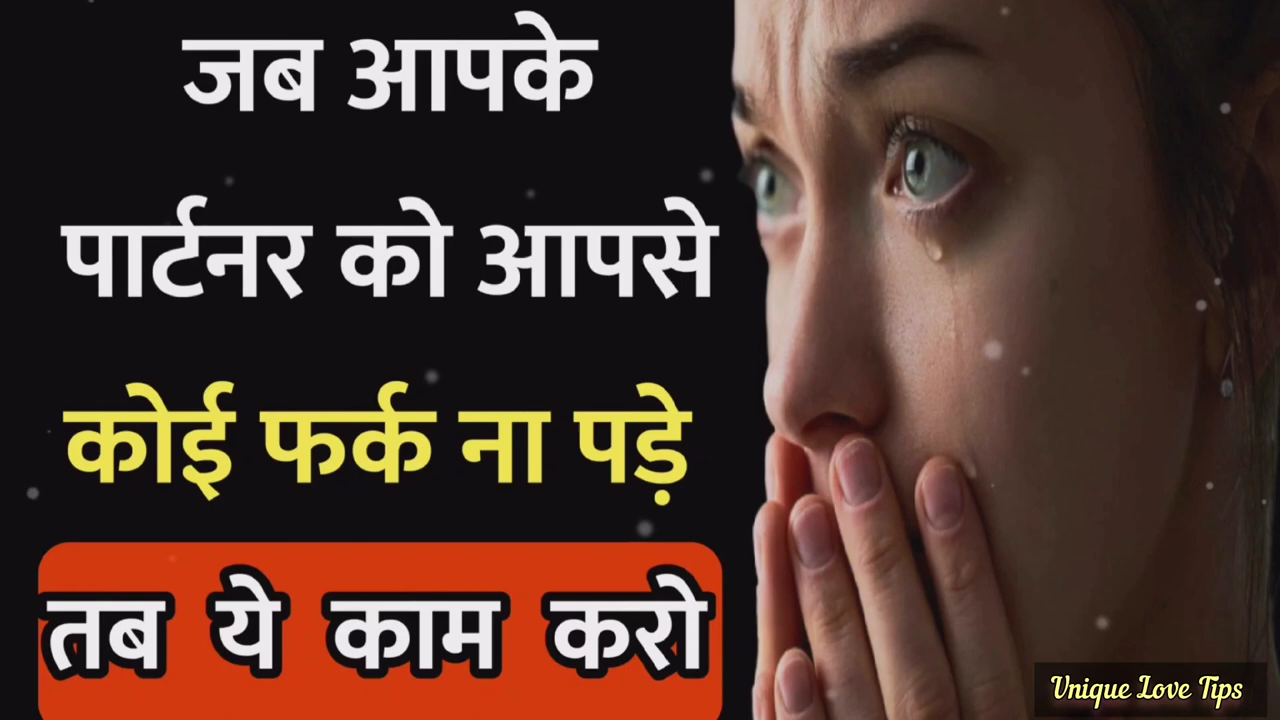 जब आपके
पार्टनर को आपसे
कोई फर्क ना पड़े
तब ये काम करो
Unique Love Tips